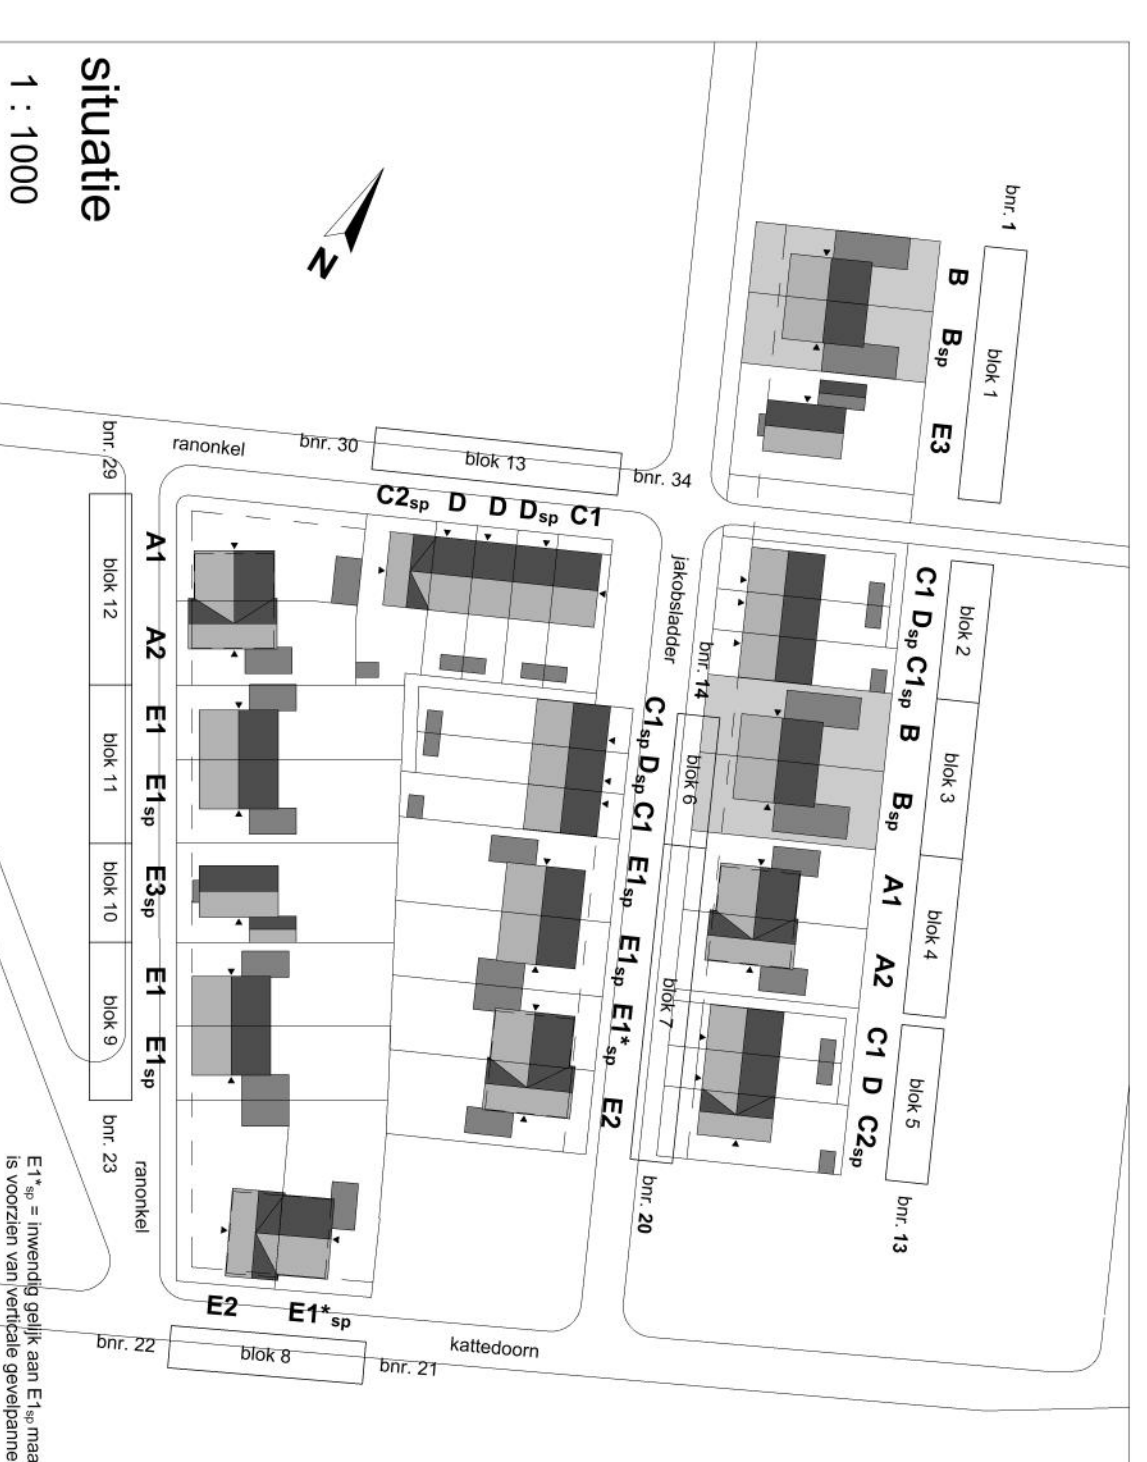 situatie
1 : 1000
N
bnr. 1
B
Bsp
E3
blok 1
ranonkel
bnr. 30
blok 13
bnr. 34
bnr. 29
C2sp D D Dsp C1
jakobsladder
C1 Dsp C1sp
blok 2
B
Bsp
blok 3
A1
A2
blok 4
C1 D C2sp
blok 5
bnr. 13
bnr. 14
blok 6
blok 7
bnr. 20
C1sp Dsp C1
E1sp
E1sp
E1*sp
E2
A1
A2
blok 12
E1
E1sp
blok 11
E3sp
blok 10
E1
E1sp
blok 9
bnr. 23
ranonkel
E2
E1*sp
bnr. 22
blok 8
bnr. 21
kattedoorn
E1*sp = inwendig gelijk aan E1sp maa
is voorzien van verticale gevelpanne